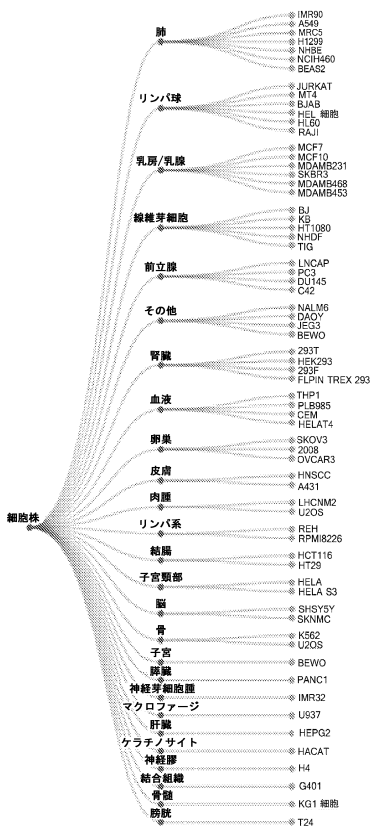 細胞株
肺
IMR90
A549
MRC5
H1299
NHBE
NCIH460
BEAS2
リンパ球
JURKAT
MT4
BJAB
HEL 細胞
HL60
RAJI
乳房/乳腺
MCF7
MCF10
MDAMB231
SKBR3
MDAMB468
MDAMB453
線維芽細胞
BJ
KB
HT1080
NHDF
TIG
前立腺
LNCAP
PC3
DU145
C42
その他
NALM6
DAOY
JEG3
BEWO
腎臓
293T
HEK293
293F
FLPIN TREX 293
血液
THP1
PLB985
CEM
HELAT4
卵巣
SKOV3
2008
OVCAR3
皮膚
HNSCC
A431
肉腫
LHCNM2
U2OS
リンパ系
REH
RPMI8226
結腸
HCT116
HT29
子宮頸部
HELA
HELA S3
脳
SHSY5Y
SKNMC
骨
K562
U2OS
子宮
BEWO
膵臓
PANC1
神経芽細胞腫
IMR32
マクロファージ
U937
肝臓
HEPG2
ケラチノサイト
HACAT
神経膠
H4
結合組織
G401
骨髄
KG1 細胞
膀胱
T24